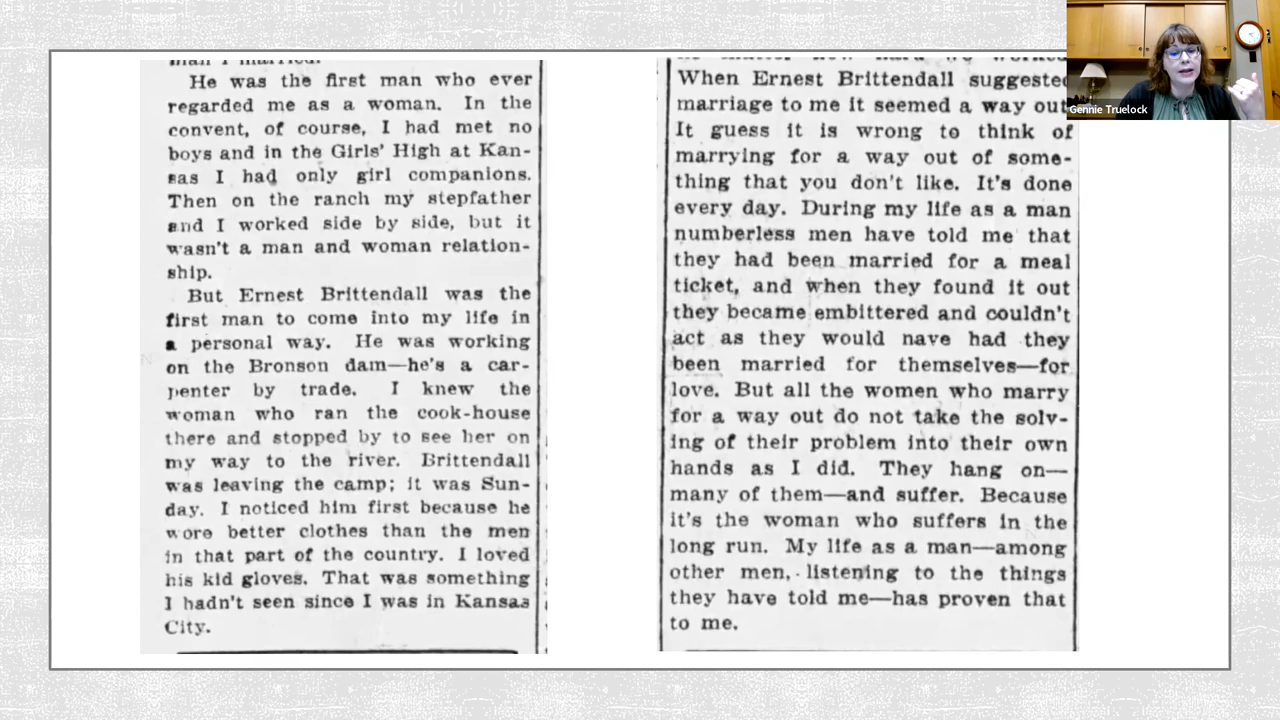 man I married.
He was the first man who ever
regarded me as a woman. In the
convent, of course, I had met no
boys and in the Girls' High at Kan-
sas I had only girl companions.
Then on the ranch my stepfather
and I worked side by side, but it
wasn't a man and woman relation-
ship.
But Ernest Brittendall was the
first man to come into my life in
a personal way. He was working
on the Bronson dam—he's a car-
penter by trade. I knew the
woman who ran the cook-house
there and stopped by to see her on
my way to the river. Brittendall
was leaving the camp; it was Sun-
day. I noticed him first because he
wore better clothes than the men
in that part of the country. I loved
his kid gloves. That was something
I hadn't seen since I was in Kansas
City.
When Ernest Brittendall suggested
marriage to me it seemed a way out
It guess it is wrong to think of
marrying for a way out of some-
thing that you don't like. It's done
every day. During my life as a man
numberless men have told me that
they had been married for a meal
ticket, and when they found it out
they became embittered and couldn't
act as they would nave had they
been married for themselves—for
love. But all the women who marry
for a way out do not take the solv-
ing of their problem into their own
hands as I did. They hang on—
many of them—and suffer. Because
it's the woman who suffers in the
long run. My life as a man—among
other men, listening to the things
they have told me—has proven that
to me.
Gennie Truelock